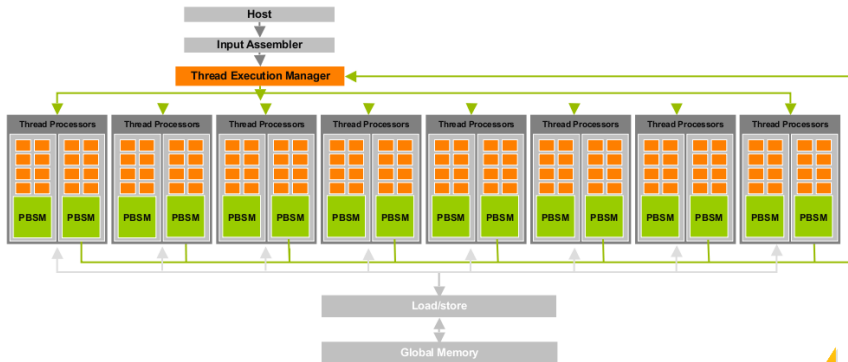 Host
Input Assembler
Thread Execution Manager
Thread Processors Thread Processors Thread Processors Thread Processors Thread Processors Thread Processors Thread Processors Thread Processors
PBSM PBSM PBSM PBSM PBSM PBSM PBSM PBSM PBSM PBSM PBSM PBSM PBSM PBSM PBSM PBSM
Load/store
Global Memory